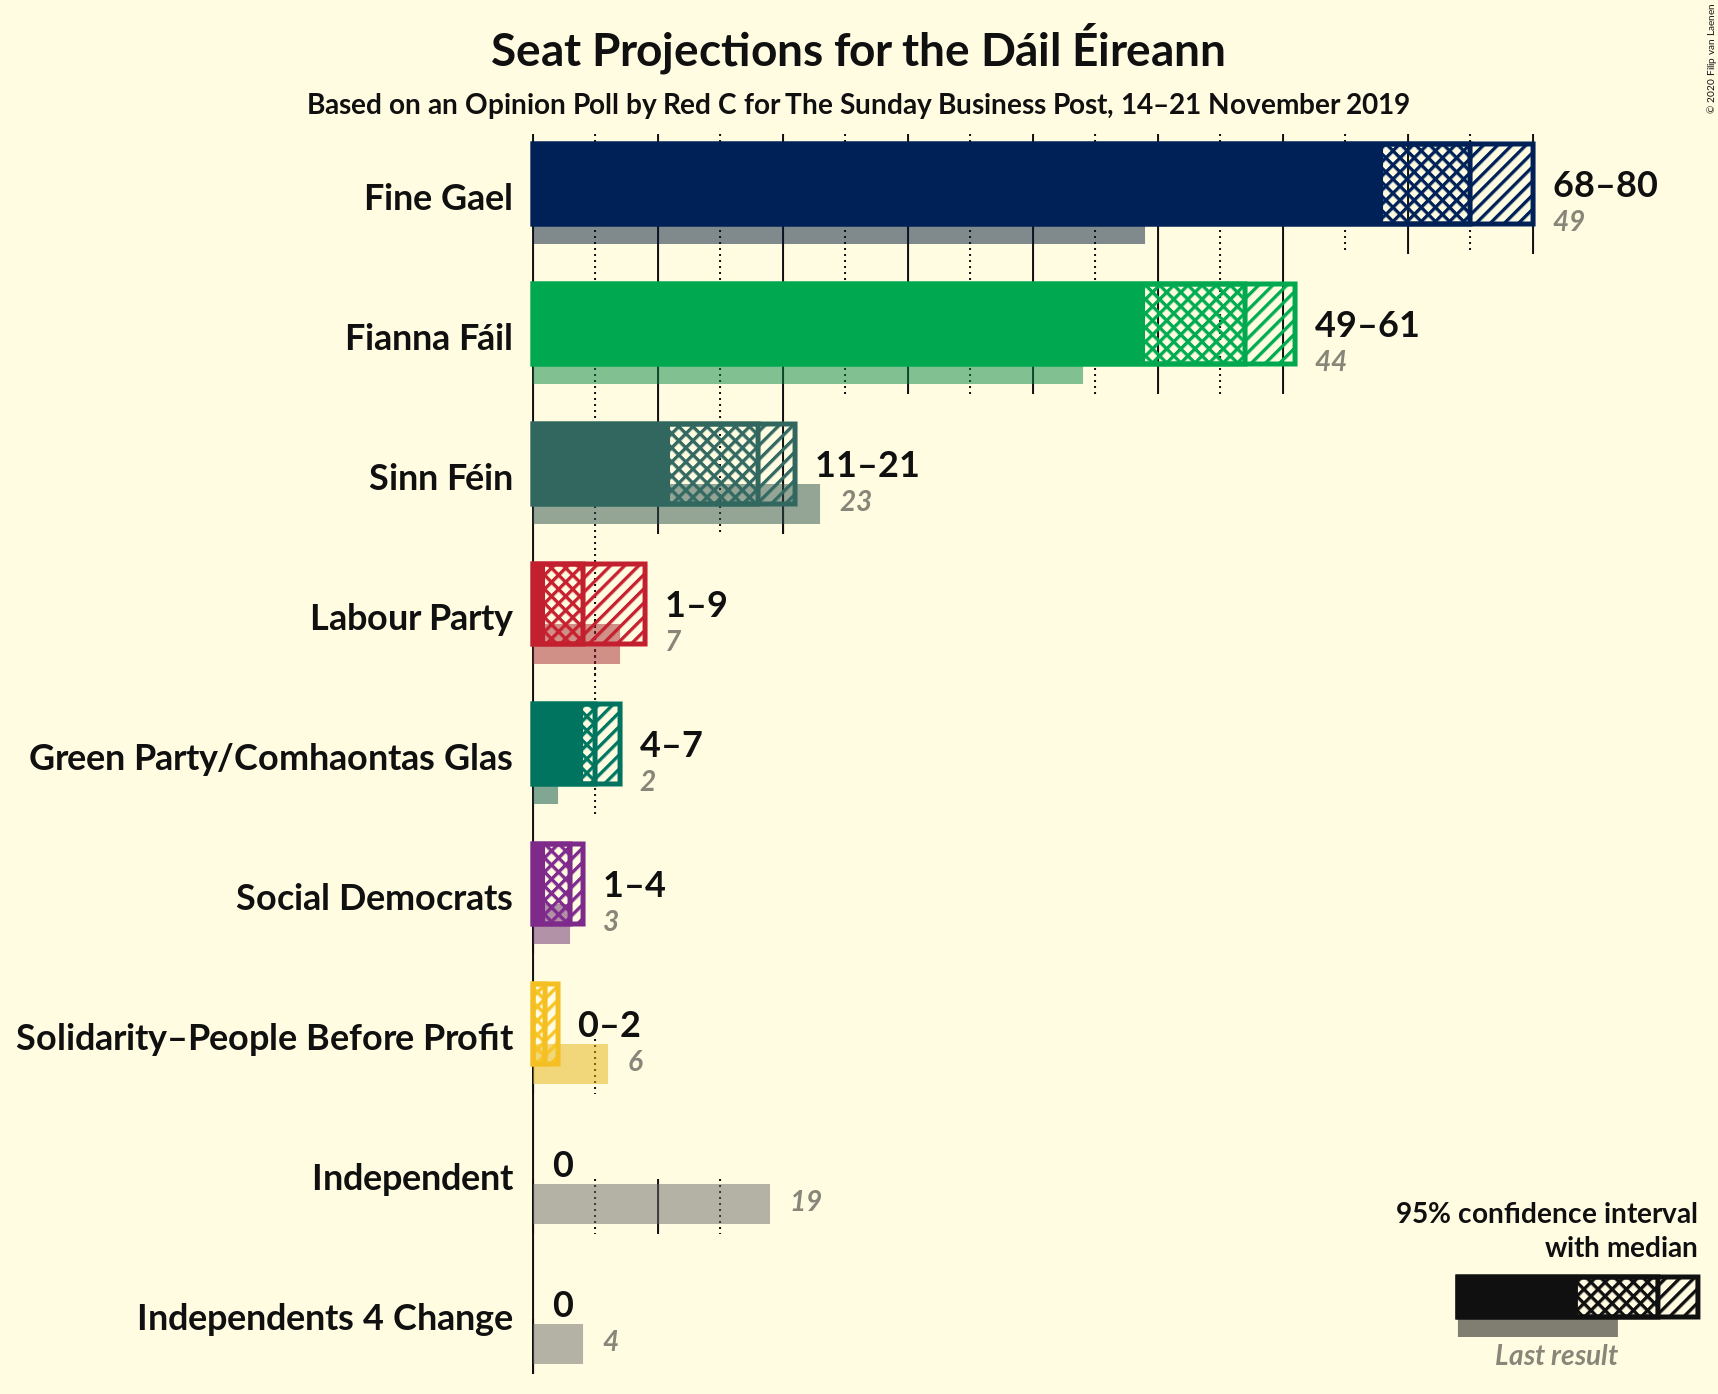 Seat Projections for the Dáil Éireann
Based on an Opinion Poll by Red C for The Sunday Business Post, 14–21 November 2019
© 2020 Filip van Laenen
Fine Gael
68–80
49
Fianna Fáil
49–61
44
Sinn Féin
11–21
23
Labour Party
1–9
7
Green Party/Comhaontas Glas
4–7
2
Social Democrats
1–4
3
Solidarity–People Before Profit
0–2
6
Independent
0
19
Independents 4 Change
0
4
95% confidence interval
with median
Last result